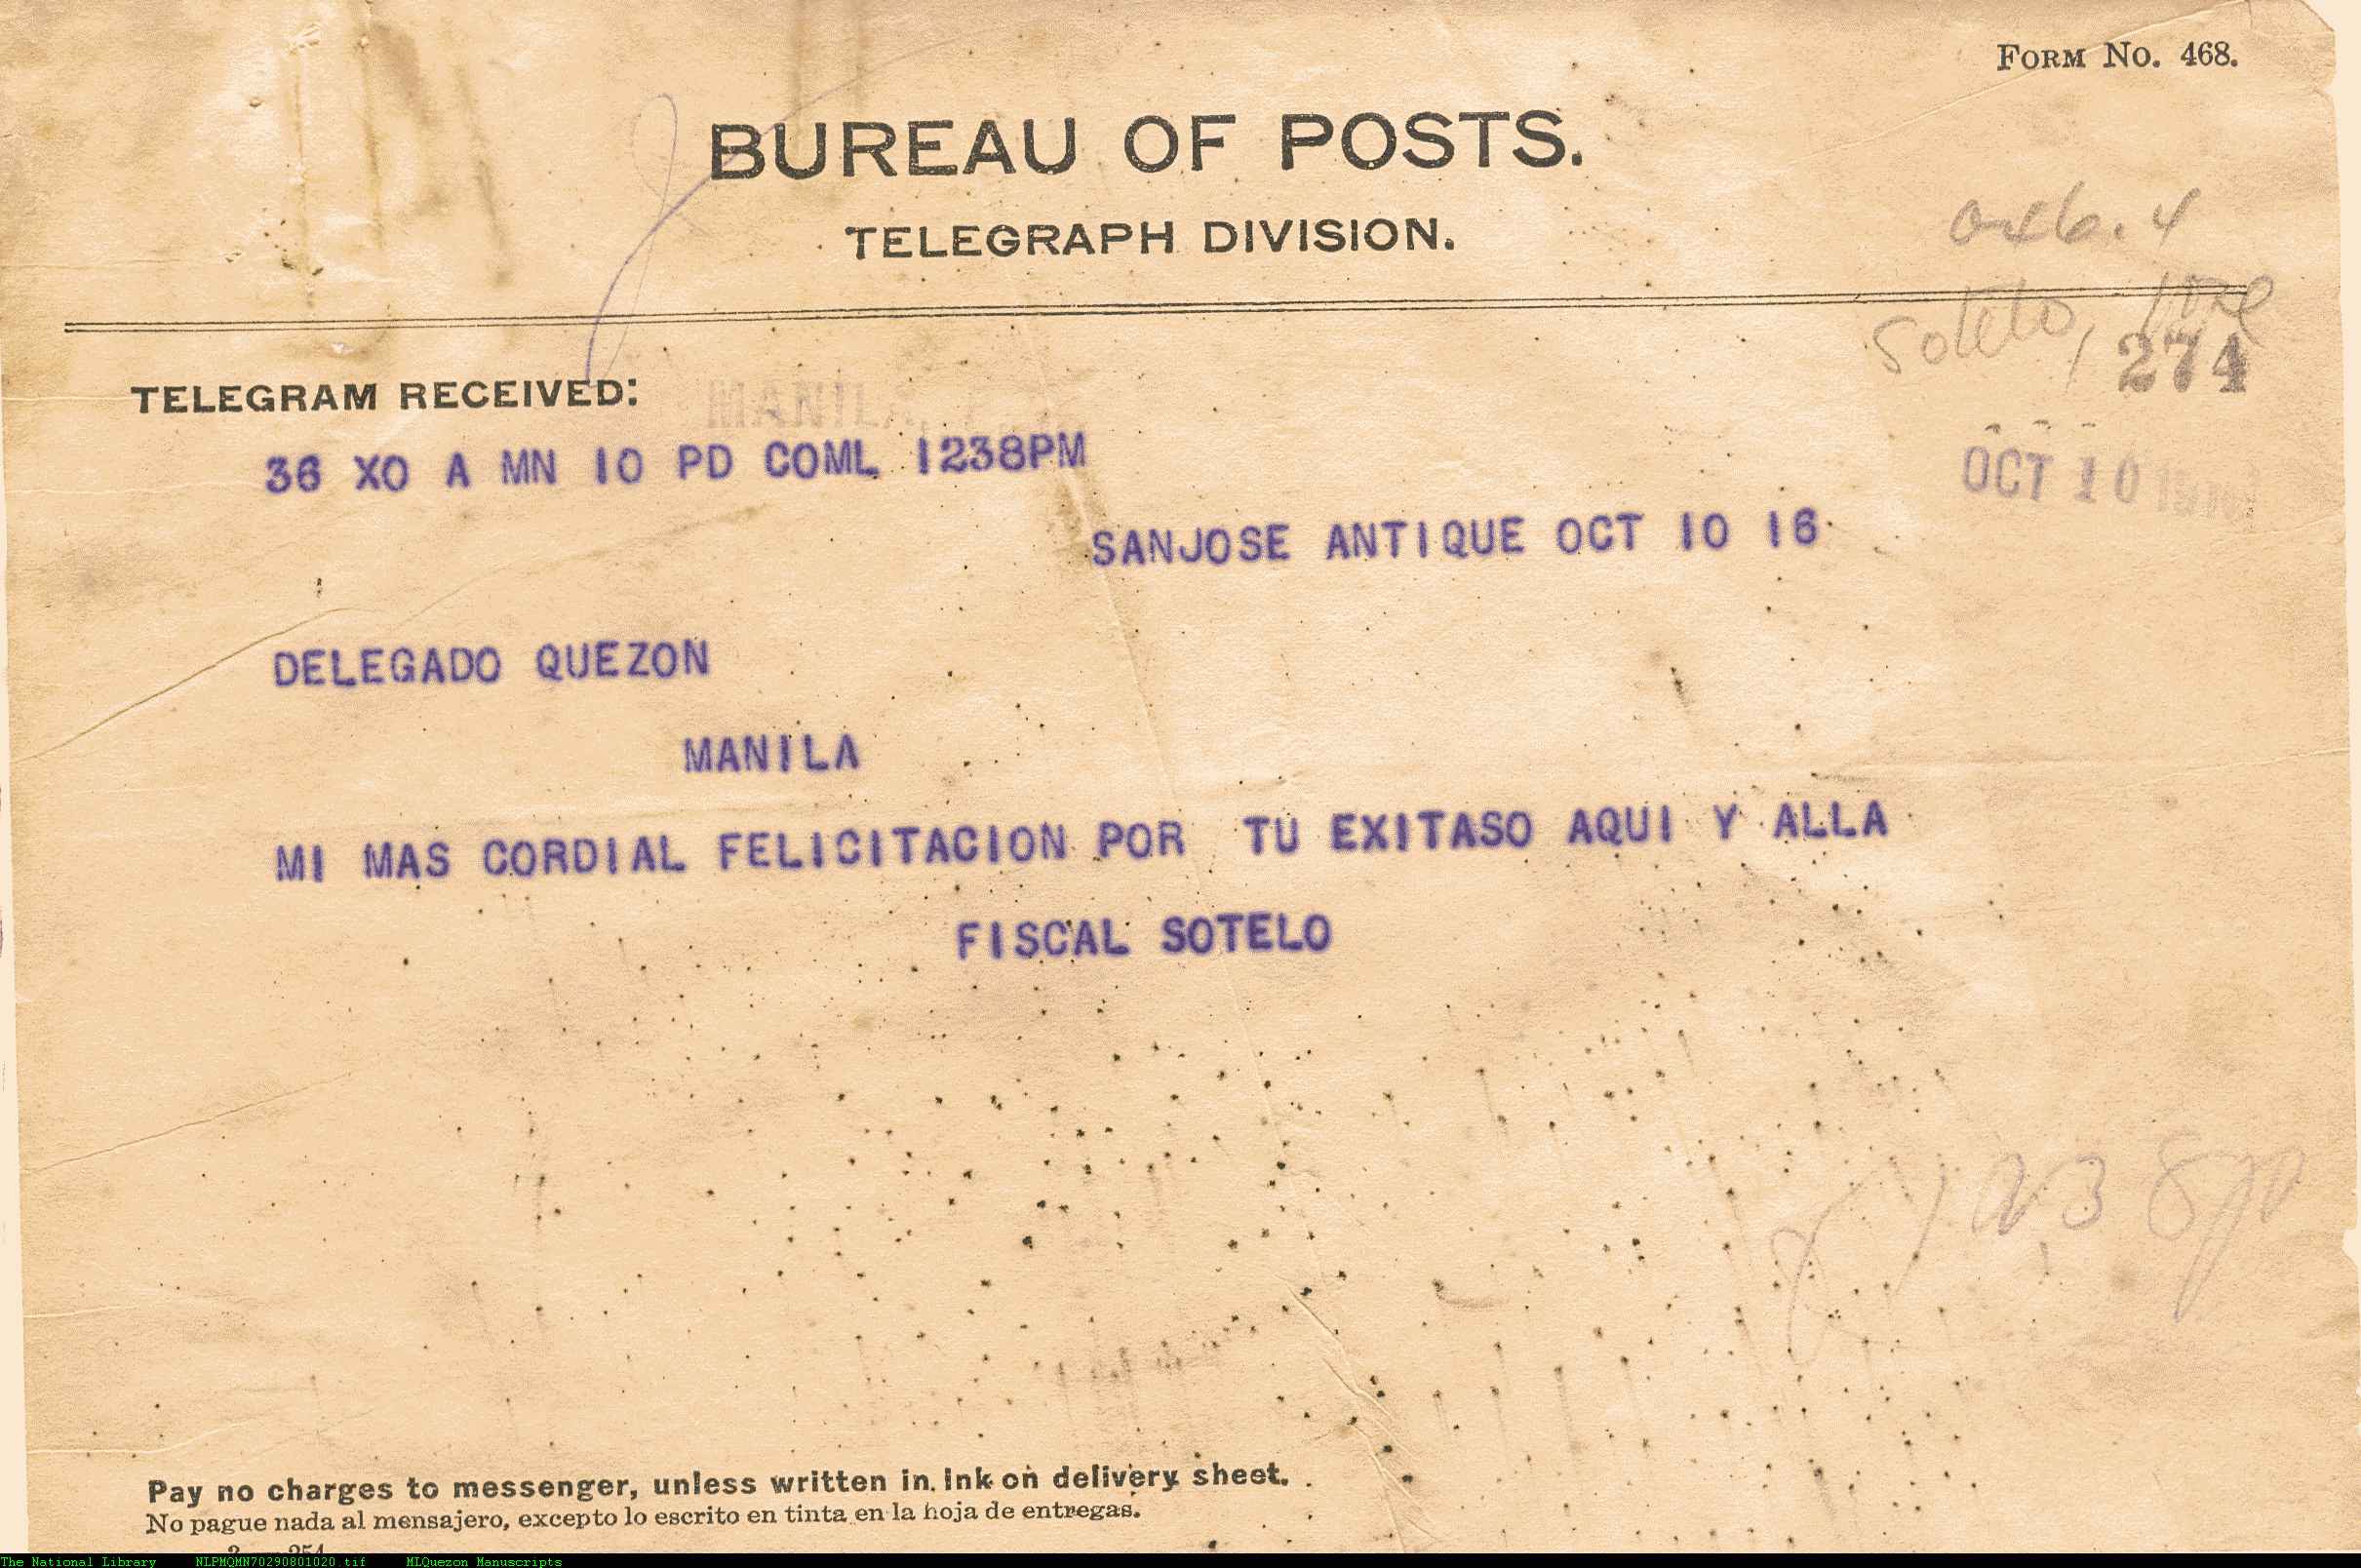 FORM No. 468.
BUREAU OF POSTS.
TELEGRAPH DIVISION.
Sotelo, Jose
274
TELEGRAM RECEIVED:
MANILA
36 XO A MN 10 PD COML 1238PM
OCT 10
SANJOSE ANTIQUE OCT 10 16
DELEGADO QUEZON
MANILA
MI MAS CORDIAL FELICITACION POR TU EXITASO AQUI Y ALLA
FISCAL SOTELO
Pay no charges to messenger, unless written in ink on delivery sheet.
No pague nada al mensajero, excepto lo escrito en tinta en la hoja de entregas.
The National Library NLPMQMN70290801020.tif MLQuezon Manuscripts